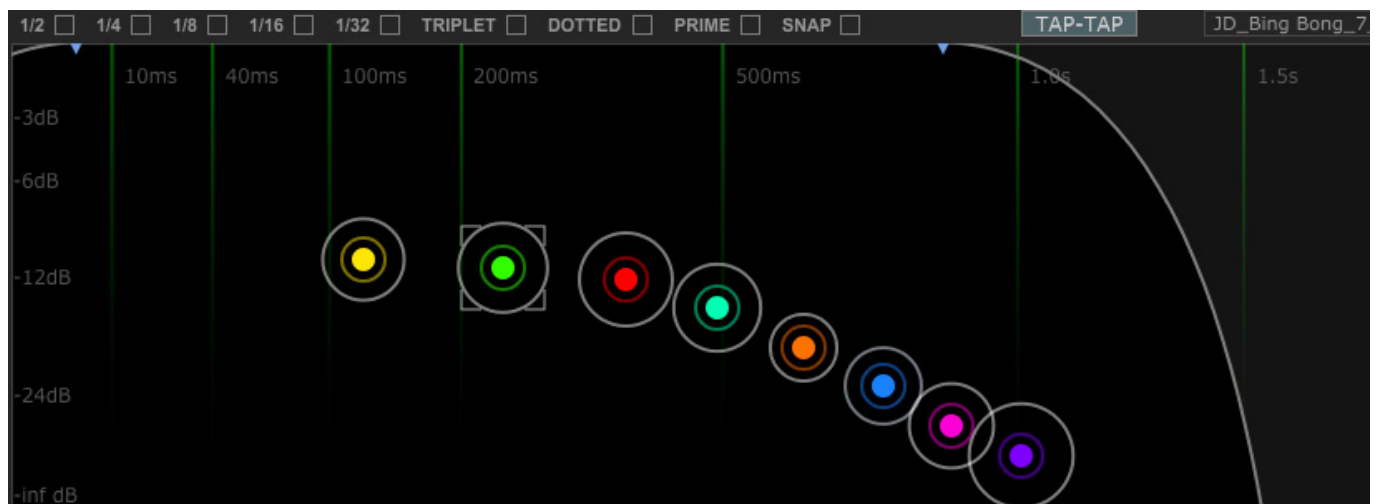 1/2 1/4 1/8 1/16 1/32 TRIPLET DOTTED PRIME SNAP TAP-TAP JD_Bing Bong_7
10ms 40ms 100ms 200ms 500ms 1.0s 1.5s
-3dB
-6dB
-12dB
-24dB
-inf dB